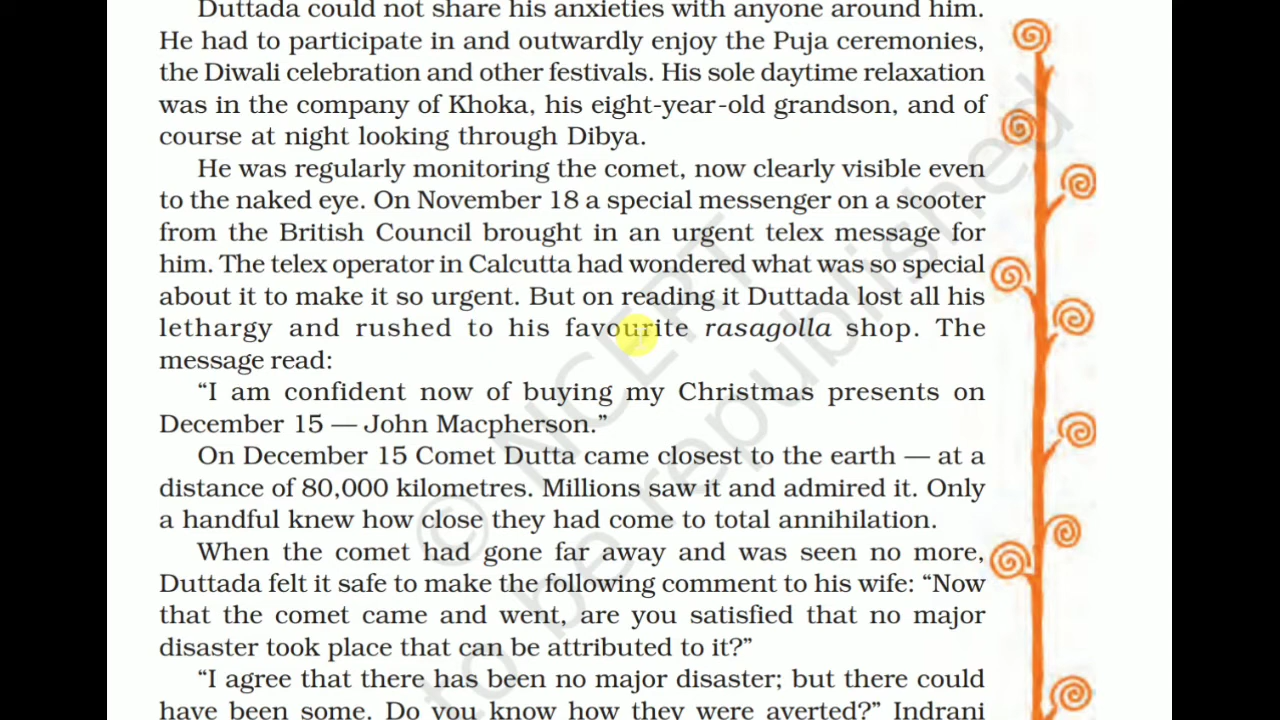 Duttada could not share his anxieties with anyone around him.
He had to participate in and outwardly enjoy the Puja ceremonies,
the Diwali celebration and other festivals. His sole daytime relaxation
was in the company of Khoka, his eight-year-old grandson, and of
course at night looking through Dibya.
He was regularly monitoring the comet, now clearly visible even
to the naked eye. On November 18 a special messenger on a scooter
from the British Council brought in an urgent telex message for
him. The telex operator in Calcutta had wondered what was so special
about it to make it so urgent. But on reading it Duttada lost all his
lethargy and rushed to his favourite rasagolla shop. The
message read:
“I am confident now of buying my Christmas presents on
December 15 — John Macpherson.”
On December 15 Comet Dutta came closest to the earth — at a
distance of 80,000 kilometres. Millions saw it and admired it. Only
a handful knew how close they had come to total annihilation.
When the comet had gone far away and was seen no more,
Duttada felt it safe to make the following comment to his wife: “Now
that the comet came and went, are you satisfied that no major
disaster took place that can be attributed to it?”
“I agree that there has been no major disaster; but there could
have been some. Do you know how they were averted?” Indrani
© NCERT
to be republished